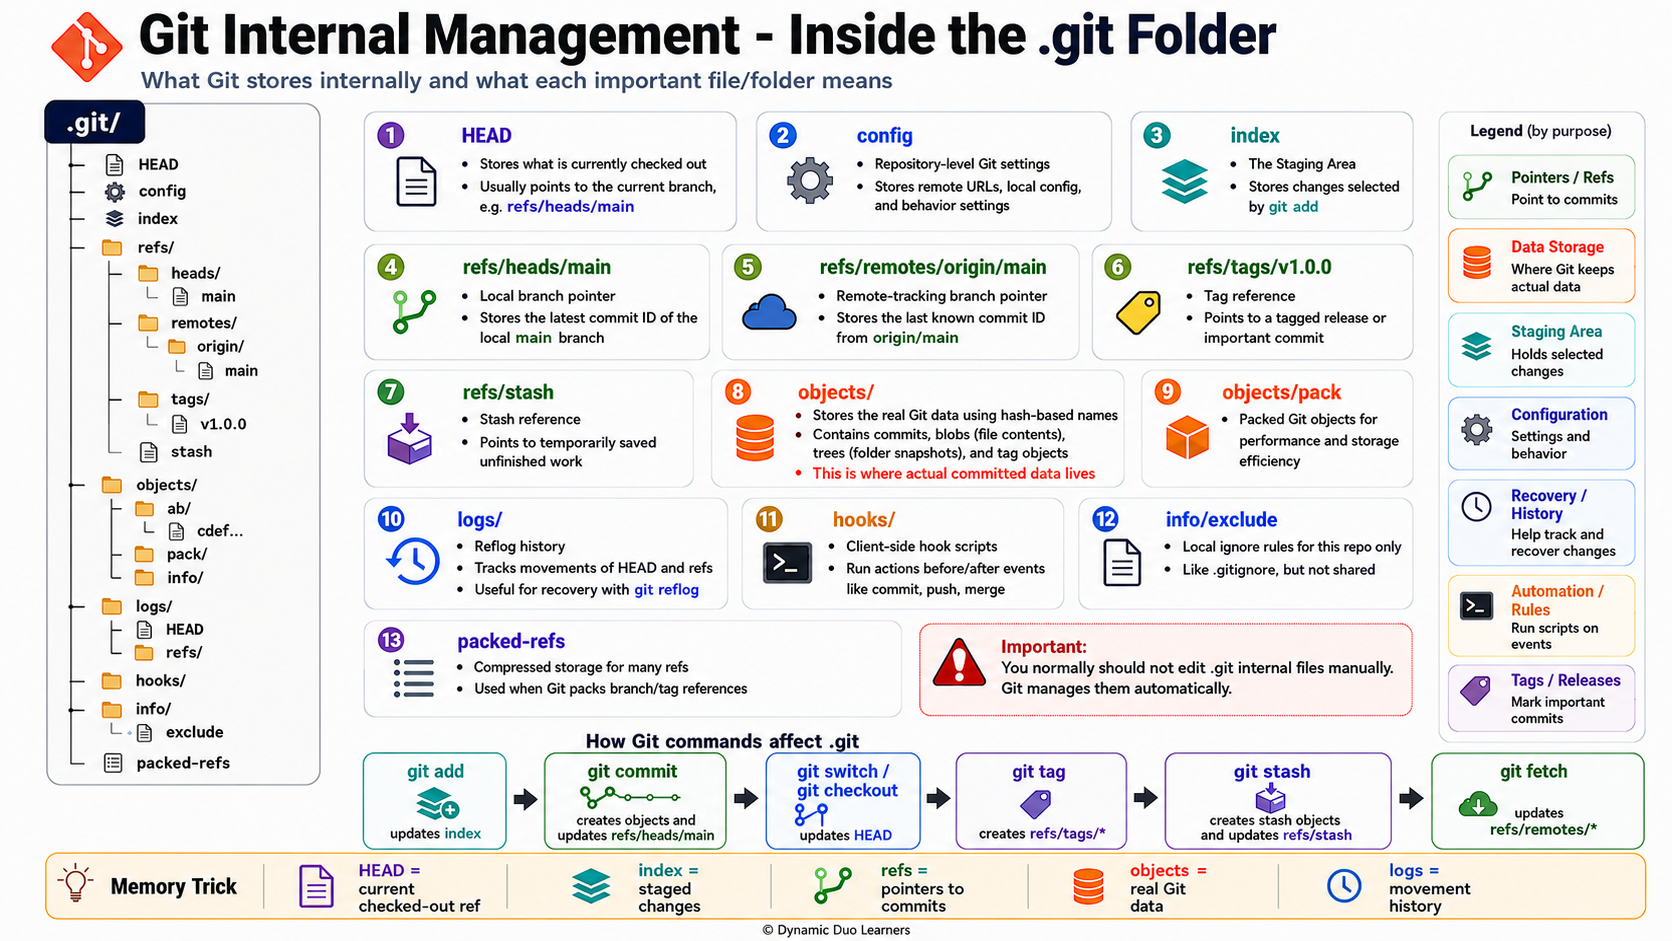 Git Internal Management - Inside the .git Folder
What Git stores internally and what each important file/folder means
.git/
HEAD
config
index
refs/
heads/
main
remotes/
origin/
main
tags/
v1.0.0
stash
objects/
ab/
cdef...
pack/
info/
logs/
HEAD
refs/
hooks/
info/
exclude
packed-refs
1
HEAD
• Stores what is currently checked out
• Usually points to the current branch,
e.g. refs/heads/main
2
config
• Repository-level Git settings
• Stores remote URLs, local config,
and behavior settings
3
index
• The Staging Area
• Stores changes selected
by git add
4
refs/heads/main
• Local branch pointer
• Stores the latest commit ID of the
local main branch
5
refs/remotes/origin/main
• Remote-tracking branch pointer
• Stores the last known commit ID
from origin/main
6
refs/tags/v1.0.0
• Tag reference
• Points to a tagged release or
important commit
7
refs/stash
• Stash reference
• Points to temporarily saved
unfinished work
8
objects/
• Stores the real Git data using hash-based names
• Contains commits, blobs (file contents),
trees (folder snapshots), and tag objects
• This is where actual committed data lives
9
objects/pack
• Packed Git objects for
performance and storage
efficiency
10
logs/
• Reflog history
• Tracks movements of HEAD and refs
• Useful for recovery with git reflog
11
hooks/
• Client-side hook scripts
• Run actions before/after events
like commit, push, merge
12
info/exclude
• Local ignore rules for this repo only
• Like .gitignore, but not shared
13
packed-refs
• Compressed storage for many refs
• Used when Git packs branch/tag references
Important:
You normally should not edit .git internal files manually.
Git manages them automatically.
Legend (by purpose)
Pointers / Refs
Point to commits
Data Storage
Where Git keeps
actual data
Staging Area
Holds selected
changes
Configuration
Settings and
behavior
Recovery /
History
Help track and
recover changes
Automation /
Rules
Run scripts on
events
Tags / Releases
Mark important
commits
How Git commands affect .git
git add
updates index
git commit
creates objects and
updates refs/heads/main
git switch /
git checkout
updates HEAD
git tag
creates refs/tags/*
git stash
creates stash objects
and updates refs/stash
git fetch
updates
refs/remotes/*
Memory Trick
HEAD =
current
checked-out ref
index =
staged
changes
refs =
pointers to
commits
objects =
real Git
data
logs =
movement
history
© Dynamic Duo Learners